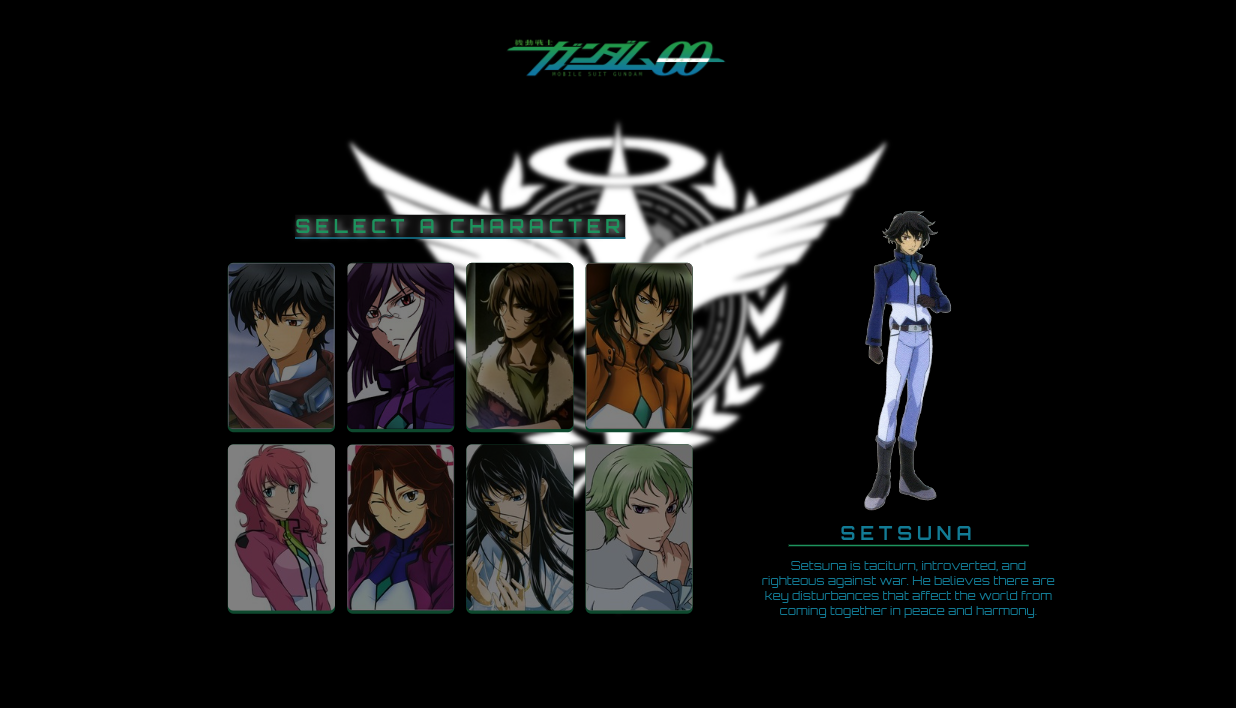 機動戦士
ガンダム00
MOBILE SUIT GUNDAM
SELECT A CHARACTER
SETSUNA
Setsuna is taciturn, introverted, and
righteous against war. He believes there are
key disturbances that affect the world from
coming together in peace and harmony.